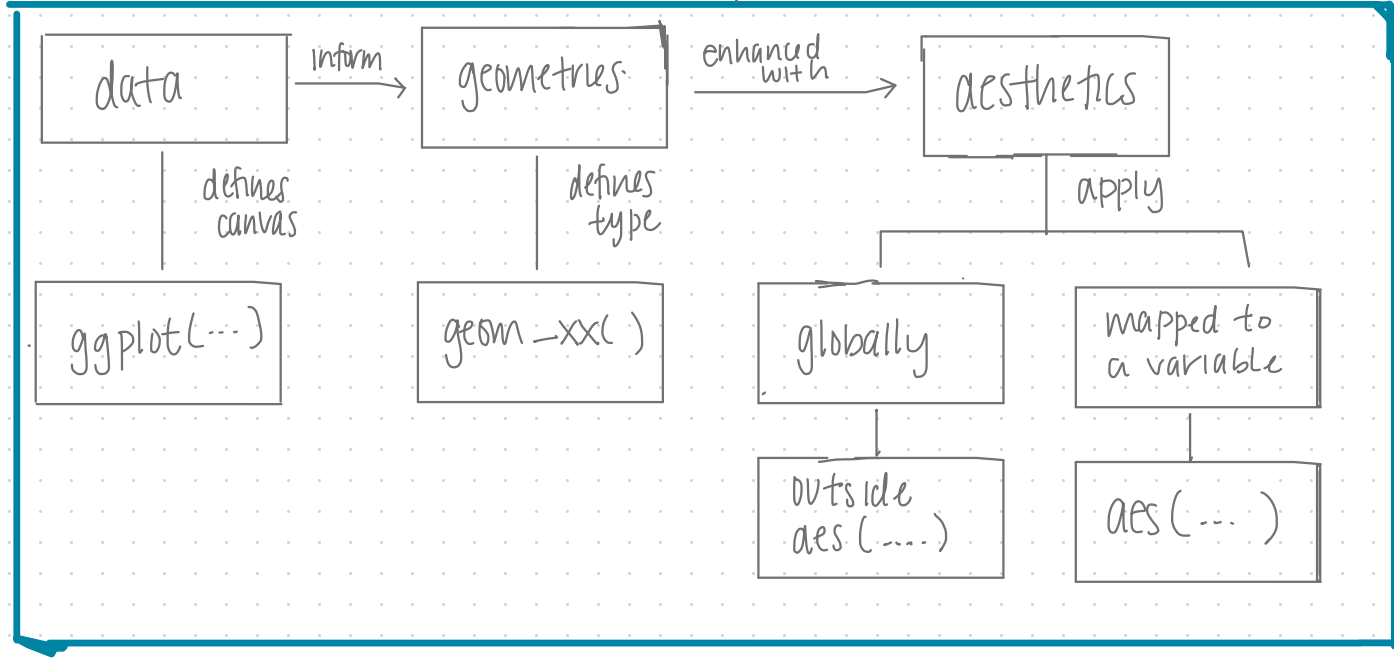 data
inform
geometries
enhanced
with
aesthetics
defines
canvas
defines
type
apply
ggplot(...)
geom_xx( )
globally
mapped to
a variable
outside
aes(.....)
aes(... )